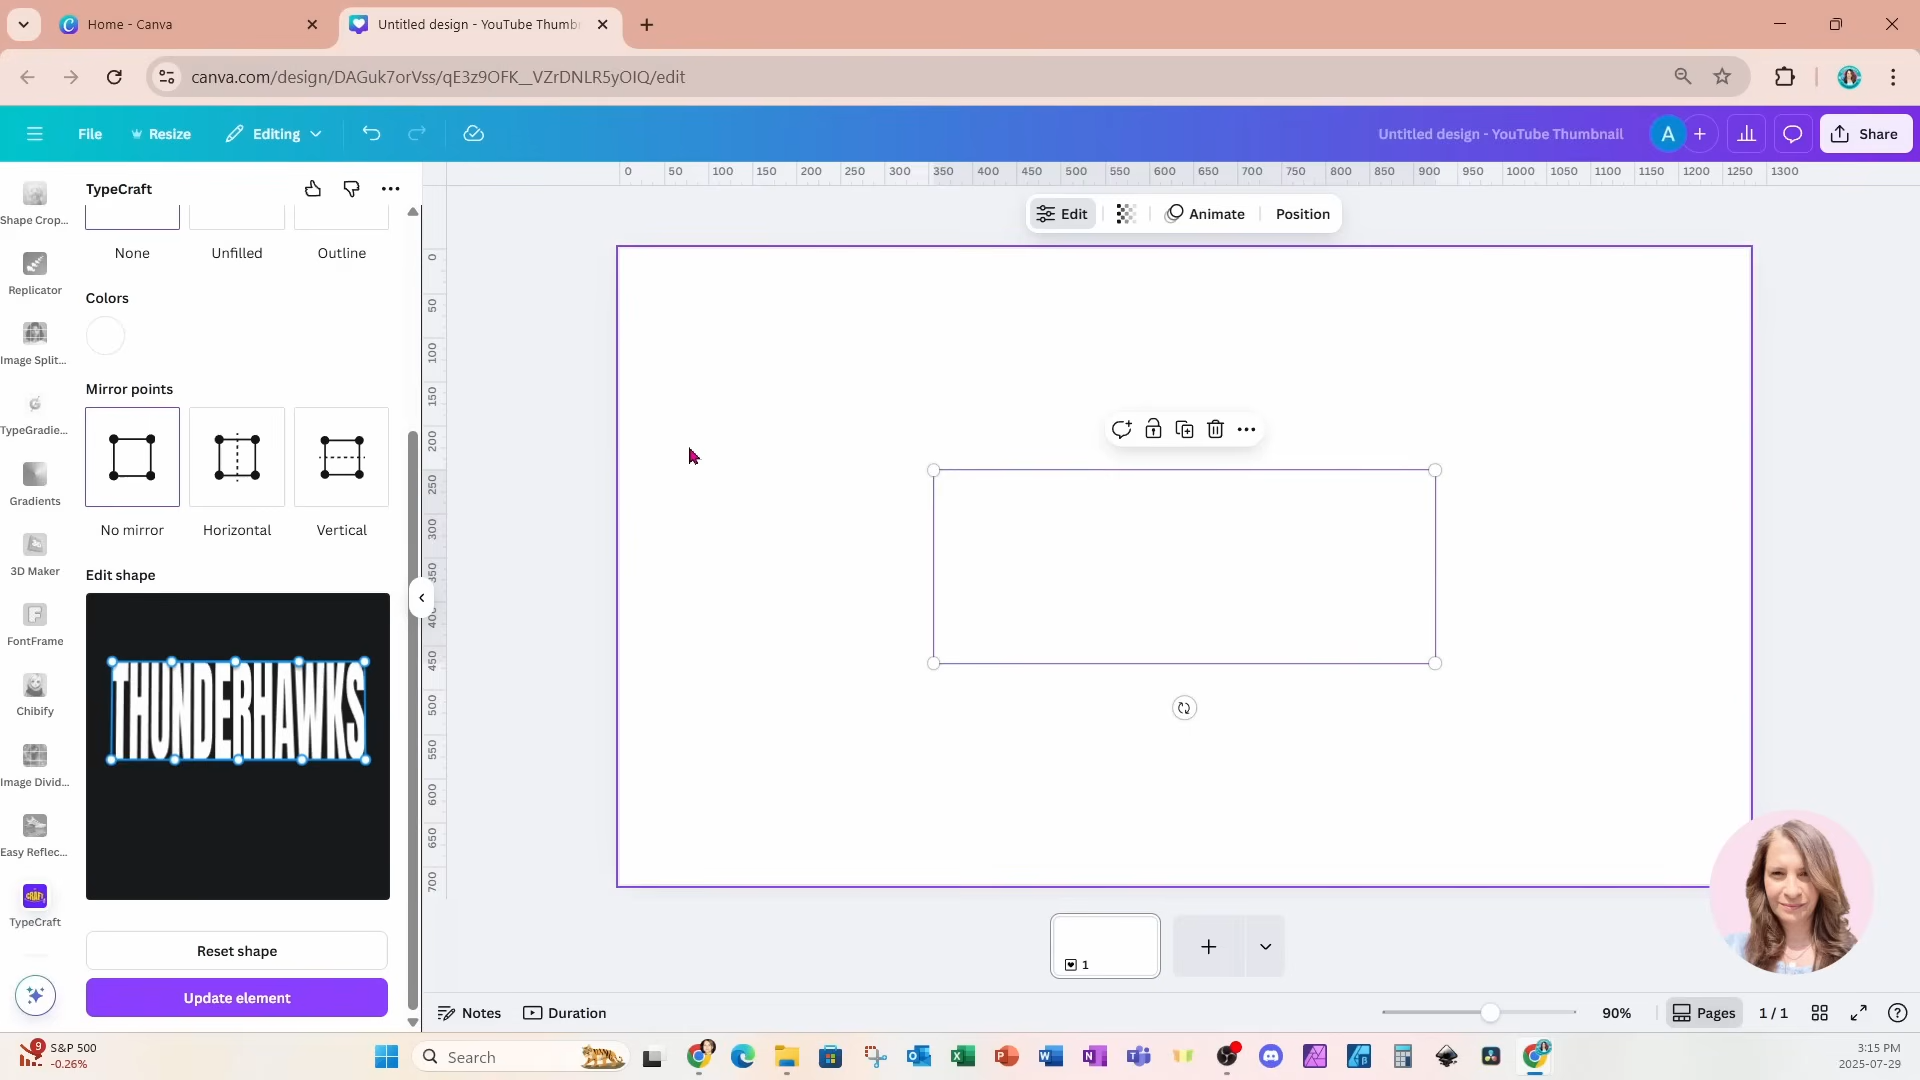 Home - Canva
Untitled design - YouTube Thumb
canva.com/design/DAGuk7orVss/qE3z9OFK__VZrDNLR5yOIQ/edit
File
Resize
Editing
Untitled design - YouTube Thumbnail
A
Share
0 50 100 150 200 250 300 350 400 450 500 550 600 650 700 750 800 850 900 950 1000 1050 1100 1150 1200 1250 1300
TypeCraft
Edit
Animate
Position
Shape Crop...
Replicator
Image Split...
TypeGradie...
Gradients
3D Maker
FontFrame
Chibify
Image Divid...
Easy Reflec...
CRAFT
TypeCraft
None
Unfilled
Outline
Colors
Mirror points
No mirror
Horizontal
Vertical
Edit shape
THUNDERHAWKS
Reset shape
Update element
0
50
100
150
200
250
300
350
400
450
500
550
600
650
700
1
Notes
Duration
90%
Pages
1 / 1
9
S&P 500
-0.26%
Search
3:15 PM
2025-07-29